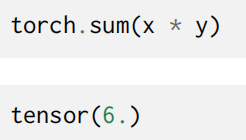 torch.sum(x * y)
tensor(6.)